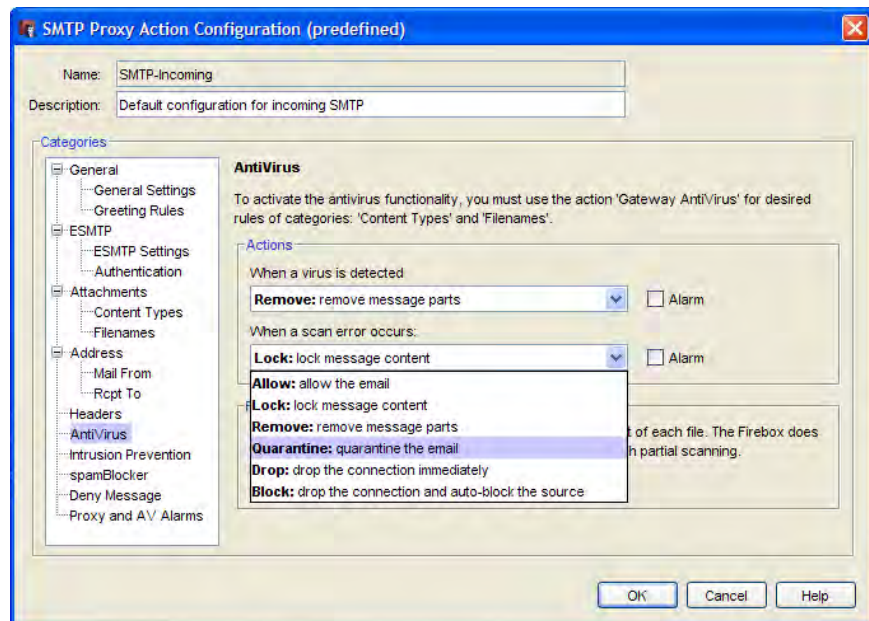 SMTP Proxy Action Configuration (predefined)
Name: SMTP-Incoming
Description: Default configuration for incoming SMTP
Categories
General
General Settings
Greeting Rules
ESMTP
ESMTP Settings
Authentication
Attachments
Content Types
Filenames
Address
Mail From
Rcpt To
Headers
AntiVirus
Intrusion Prevention
spamBlocker
Deny Message
Proxy and AV Alarms
AntiVirus
To activate the antivirus functionality, you must use the action 'Gateway AntiVirus' for desired
rules of categories: 'Content Types' and 'Filenames'.
Actions
When a virus is detected
Remove: remove message parts
Alarm
When a scan error occurs:
Lock: lock message content
Alarm
Allow: allow the email
Lock: lock message content
Remove: remove message parts
Quarantine: quarantine the email
Drop: drop the connection immediately
Block: drop the connection and auto-block the source
t of each file. The Firebox does
h partial scanning.
OK
Cancel
Help